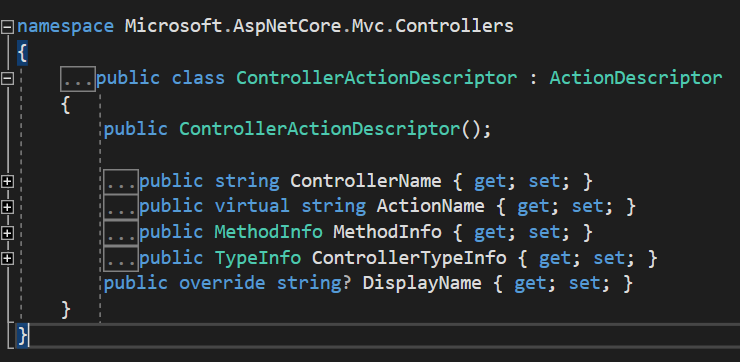 namespace Microsoft.AspNetCore.Mvc.Controllers
{
...public class ControllerActionDescriptor : ActionDescriptor
{
public ControllerActionDescriptor();
...public string ControllerName { get; set; }
...public virtual string ActionName { get; set; }
...public MethodInfo MethodInfo { get; set; }
...public TypeInfo ControllerTypeInfo { get; set; }
public override string? DisplayName { get; set; }
}
}